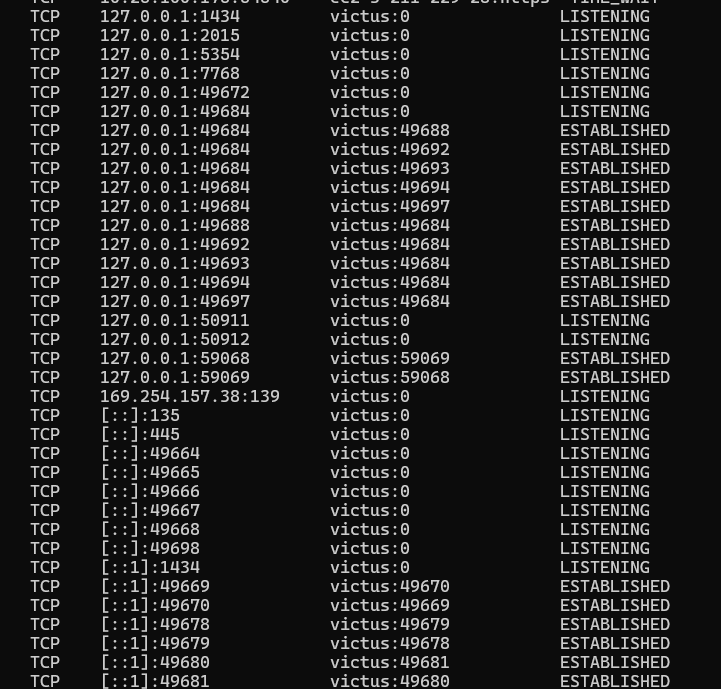 TCP    127.0.0.1:1434         victus:0               LISTENING
TCP    127.0.0.1:2015         victus:0               LISTENING
TCP    127.0.0.1:5354         victus:0               LISTENING
TCP    127.0.0.1:7768         victus:0               LISTENING
TCP    127.0.0.1:49672        victus:0               LISTENING
TCP    127.0.0.1:49684        victus:0               LISTENING
TCP    127.0.0.1:49684        victus:49688           ESTABLISHED
TCP    127.0.0.1:49684        victus:49692           ESTABLISHED
TCP    127.0.0.1:49684        victus:49693           ESTABLISHED
TCP    127.0.0.1:49684        victus:49694           ESTABLISHED
TCP    127.0.0.1:49684        victus:49697           ESTABLISHED
TCP    127.0.0.1:49688        victus:49684           ESTABLISHED
TCP    127.0.0.1:49692        victus:49684           ESTABLISHED
TCP    127.0.0.1:49693        victus:49684           ESTABLISHED
TCP    127.0.0.1:49694        victus:49684           ESTABLISHED
TCP    127.0.0.1:49697        victus:49684           ESTABLISHED
TCP    127.0.0.1:50911        victus:0               LISTENING
TCP    127.0.0.1:50912        victus:0               LISTENING
TCP    127.0.0.1:59068        victus:59069           ESTABLISHED
TCP    127.0.0.1:59069        victus:59068           ESTABLISHED
TCP    169.254.157.38:139     victus:0               LISTENING
TCP    [::]:135               victus:0               LISTENING
TCP    [::]:445               victus:0               LISTENING
TCP    [::]:49664             victus:0               LISTENING
TCP    [::]:49665             victus:0               LISTENING
TCP    [::]:49666             victus:0               LISTENING
TCP    [::]:49667             victus:0               LISTENING
TCP    [::]:49668             victus:0               LISTENING
TCP    [::]:49698             victus:0               LISTENING
TCP    [::1]:1434             victus:0               LISTENING
TCP    [::1]:49669            victus:49670           ESTABLISHED
TCP    [::1]:49670            victus:49669           ESTABLISHED
TCP    [::1]:49678            victus:49679           ESTABLISHED
TCP    [::1]:49679            victus:49678           ESTABLISHED
TCP    [::1]:49680            victus:49681           ESTABLISHED
TCP    [::1]:49681            victus:49680           ESTABLISHED